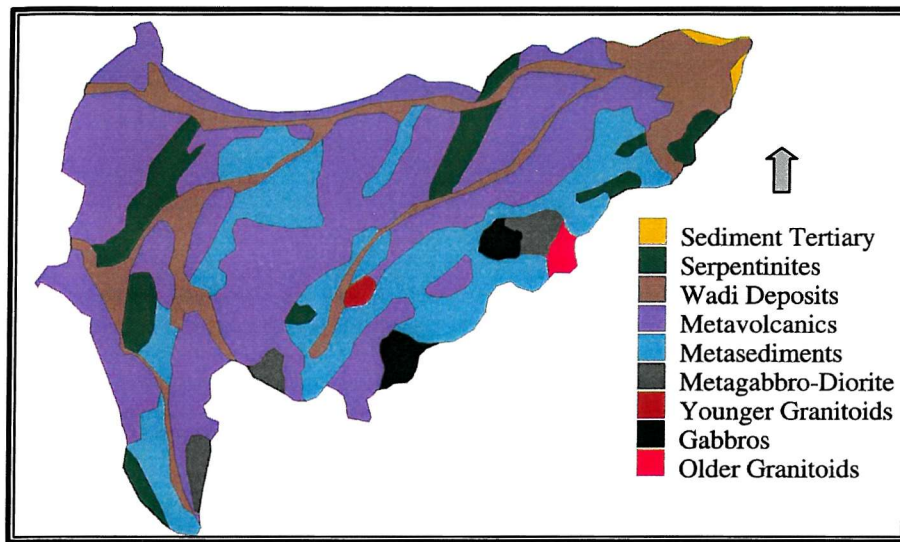 Sediment Tertiary
Serpentinites
Wadi Deposits
Metavolcanics
Metasediments
Metagabbro-Diorite
Younger Granitoids
Gabbros
Older Granitoids